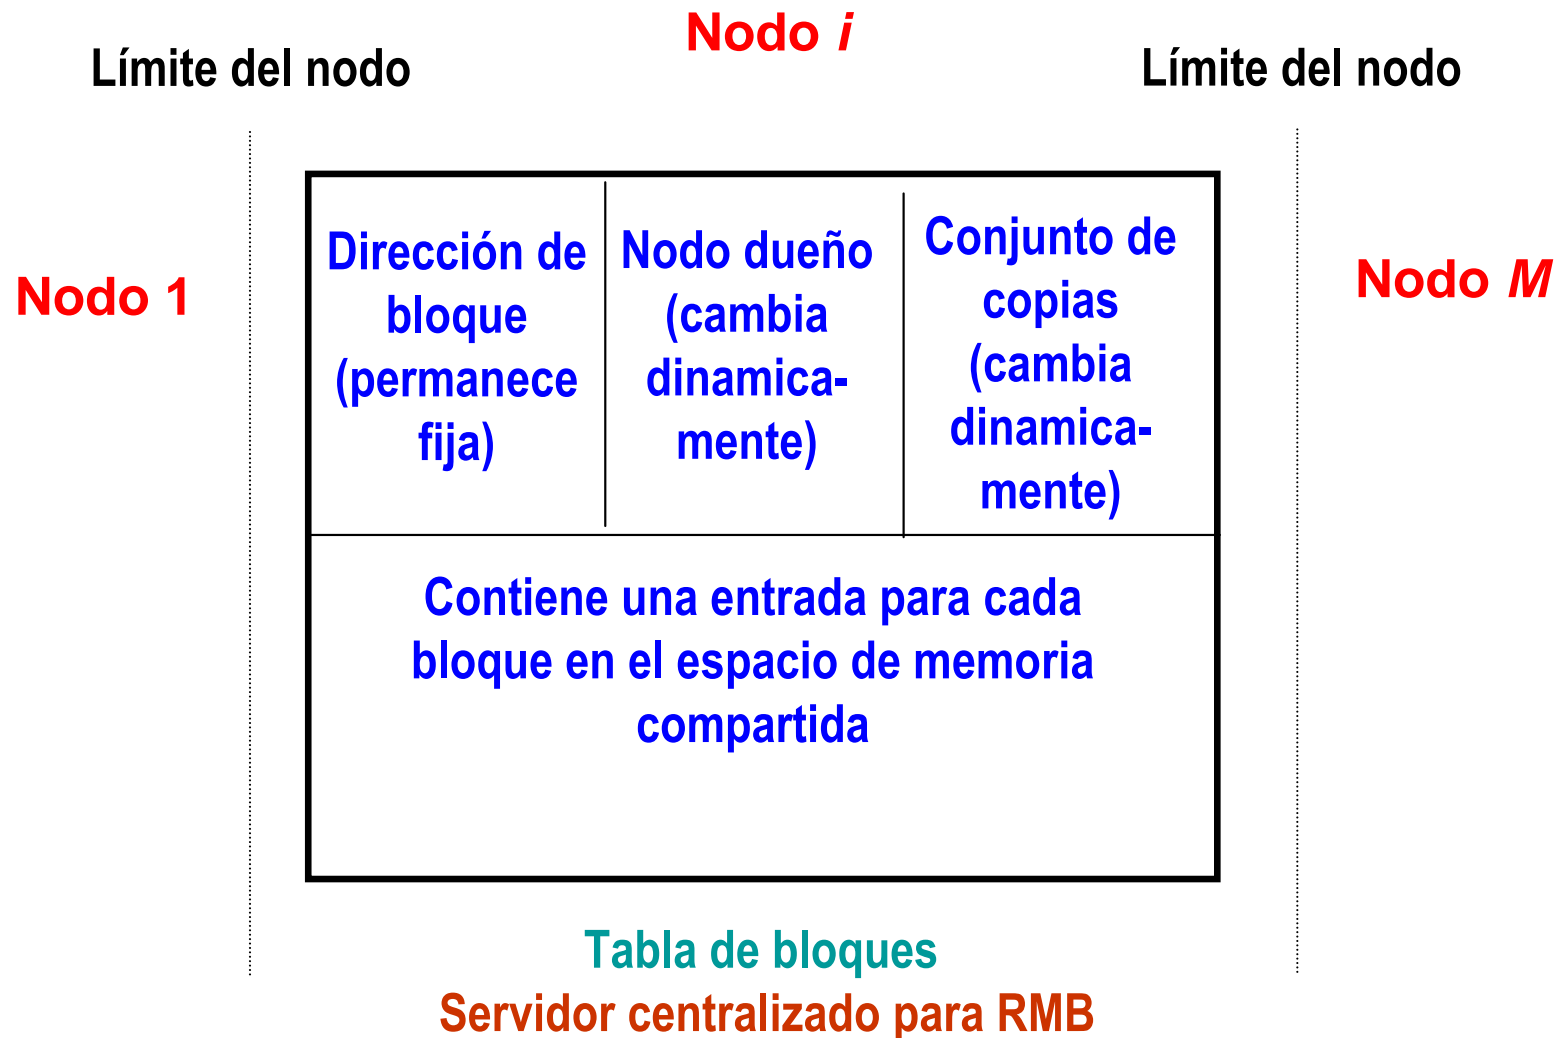 Nodo i
Límite del nodo
Límite del nodo
Nodo 1
Dirección de
bloque
(permanece
fija)
Nodo dueño
(cambia
dinamica-
mente)
Conjunto de
copias
(cambia
dinamica-
mente)
Nodo M
Contiene una entrada para cada
bloque en el espacio de memoria
compartida
Tabla de bloques
Servidor centralizado para RMB